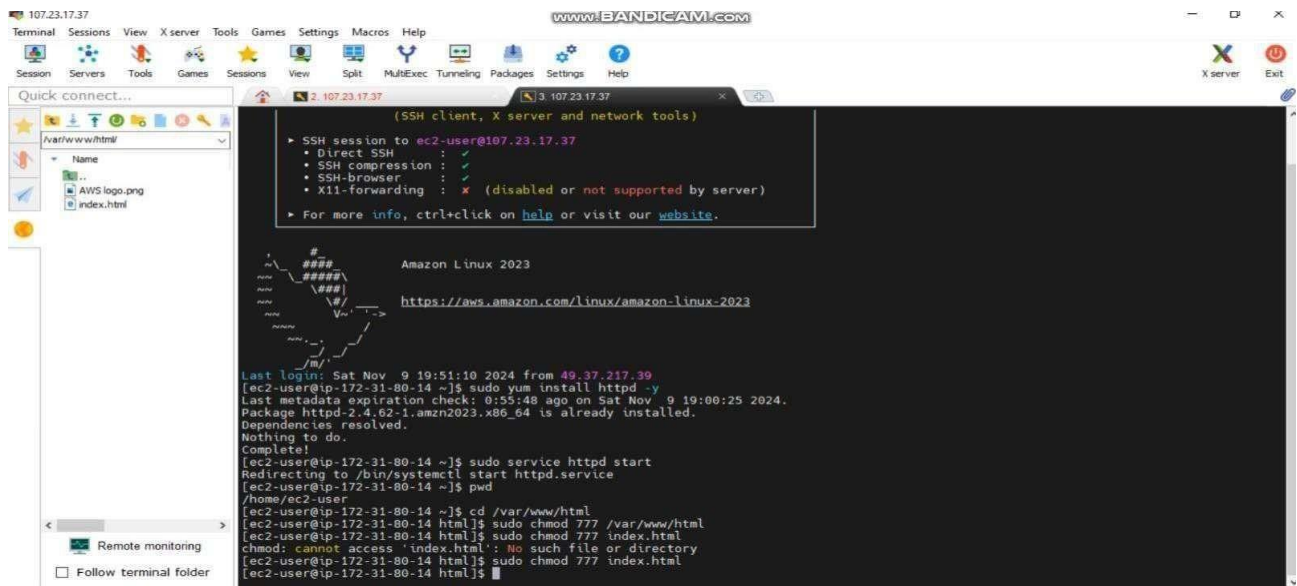 107.23.17.37
www.BANDICAM.com
Terminal Sessions View X server Tools Games Settings Macros Help
Session Servers Tools Games Sessions View Split MultiExec Tunneling Packages Settings Help X server Exit
Quick connect...
2. 107.23.17.37
3. 107.23.17.37
/var/www/html/
Name
..
AWS logo.png
index.html
(SSH client, X server and network tools)
▸ SSH session to ec2-user@107.23.17.37
• Direct SSH : ✓
• SSH compression : ✓
• SSH-browser : ✓
• X11-forwarding : ✗ (disabled or not supported by server)
▸ For more info, ctrl+click on help or visit our website.
,     #_
~\_  ####_        Amazon Linux 2023
~~  \_#####\
~~     \###|
~~       \#/ ___   https://aws.amazon.com/linux/amazon-linux-2023
~~       V~' '->
~~~         /
~~._.   _/
_/ _/
_/m/'
Last login: Sat Nov  9 19:51:10 2024 from 49.37.217.39
[ec2-user@ip-172-31-80-14 ~]$ sudo yum install httpd -y
Last metadata expiration check: 0:55:48 ago on Sat Nov  9 19:00:25 2024.
Package httpd-2.4.62-1.amzn2023.x86_64 is already installed.
Dependencies resolved.
Nothing to do.
Complete!
[ec2-user@ip-172-31-80-14 ~]$ sudo service httpd start
Redirecting to /bin/systemctl start httpd.service
[ec2-user@ip-172-31-80-14 ~]$ pwd
/home/ec2-user
[ec2-user@ip-172-31-80-14 ~]$ cd /var/www/html
[ec2-user@ip-172-31-80-14 html]$ sudo chmod 777 /var/www/html
[ec2-user@ip-172-31-80-14 html]$ sudo chmod 777 index.html
chmod: cannot access 'index.html': No such file or directory
[ec2-user@ip-172-31-80-14 html]$ sudo chmod 777 index.html
[ec2-user@ip-172-31-80-14 html]$
Remote monitoring
Follow terminal folder